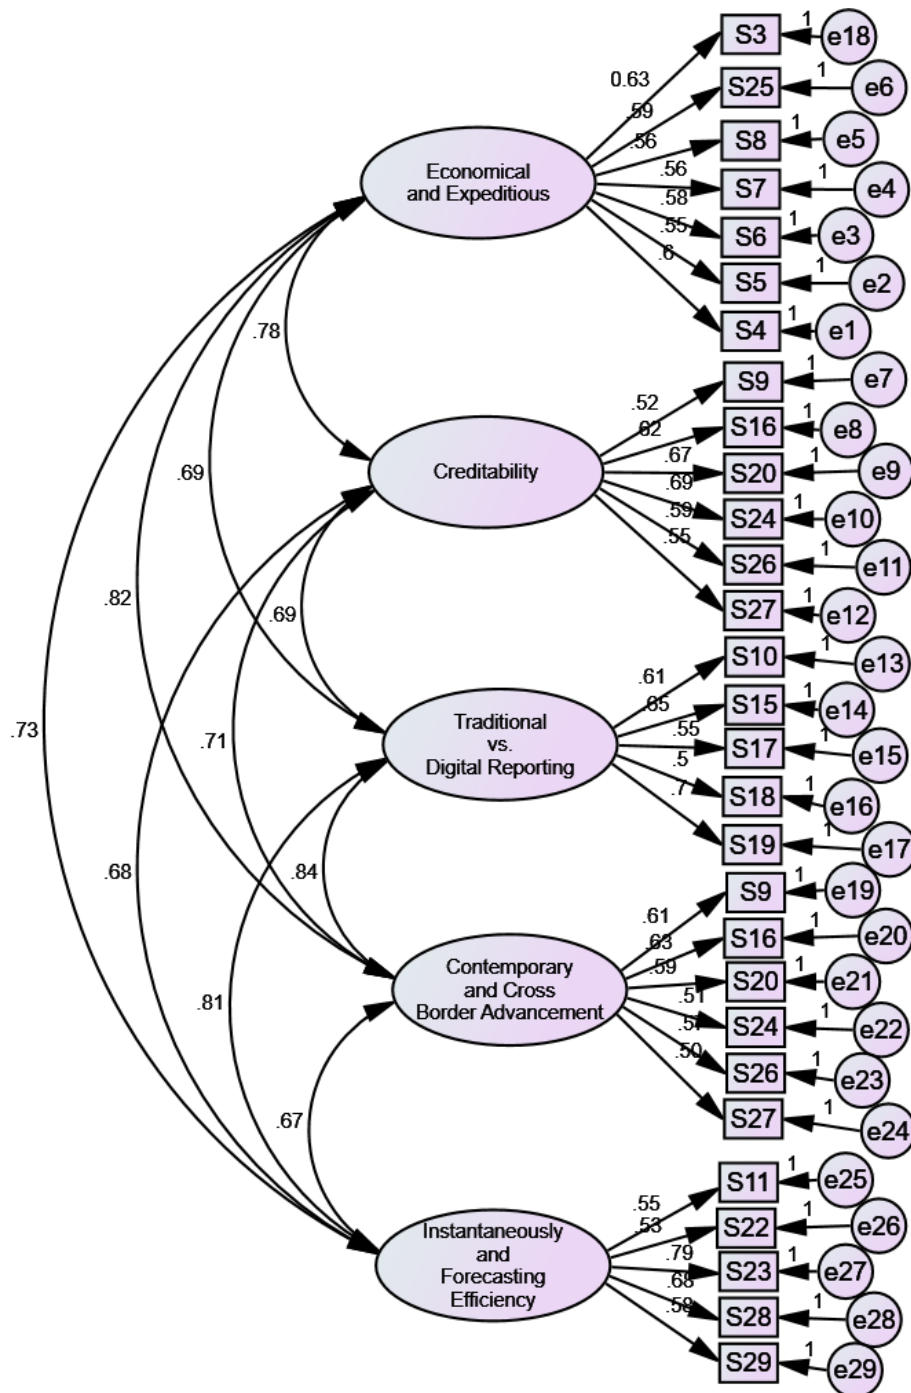 S3
1
e18
0.63
S25
1
e6
.59
S8
1
e5
.56
S7
1
e4
.56
S6
1
e3
.58
S5
1
e2
.55
S4
1
e1
.6
Economical
and Expeditious
.78
S9
1
e7
.52
S16
1
e8
.62
S20
1
e9
.67
S24
1
e10
.69
S26
1
e11
.59
S27
1
e12
.55
Creditability
.69
.82
.69
S10
1
e13
.61
S15
1
e14
.65
S17
1
e15
.55
S18
1
e16
.5
S19
1
e17
.7
Traditional
vs.
Digital Reporting
.73
.71
.68
.84
S9
1
e19
.61
S16
1
e20
.63
S20
1
e21
.59
S24
1
e22
.51
S26
1
e23
S27
1
e24
.50
Contemporary
and Cross
Border Advancement
.81
.67
S11
1
e25
.55
S22
1
e26
.53
S23
1
e27
.79
S28
1
e28
.68
S29
1
e29
.58
Instantaneously
and
Forecasting
Efficiency